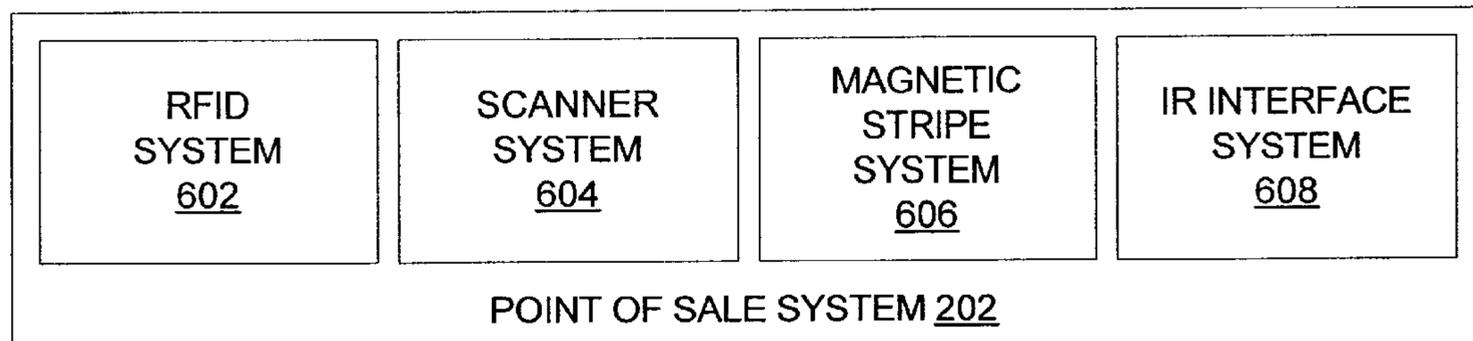 RFID
SYSTEM
602
SCANNER
SYSTEM
604
MAGNETIC
STRIPE
SYSTEM
606
IR INTERFACE
SYSTEM
608
POINT OF SALE SYSTEM 202